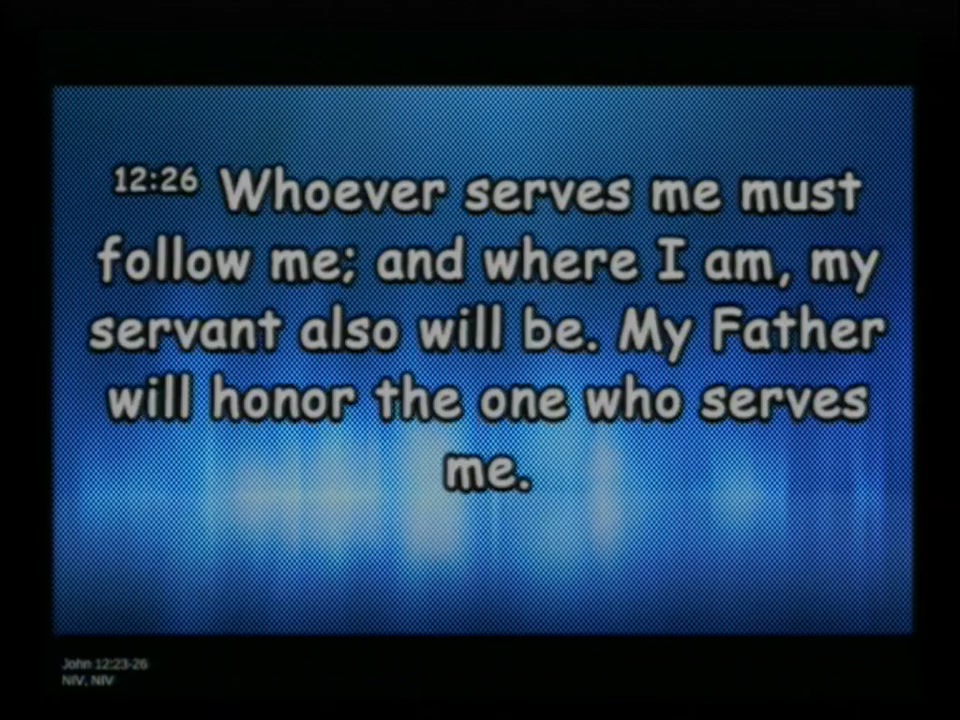 12:26 Whoever serves me must
follow me; and where I am, my
servant also will be. My Father
will honor the one who serves
me.
John 12:23-26
NIV, NIV